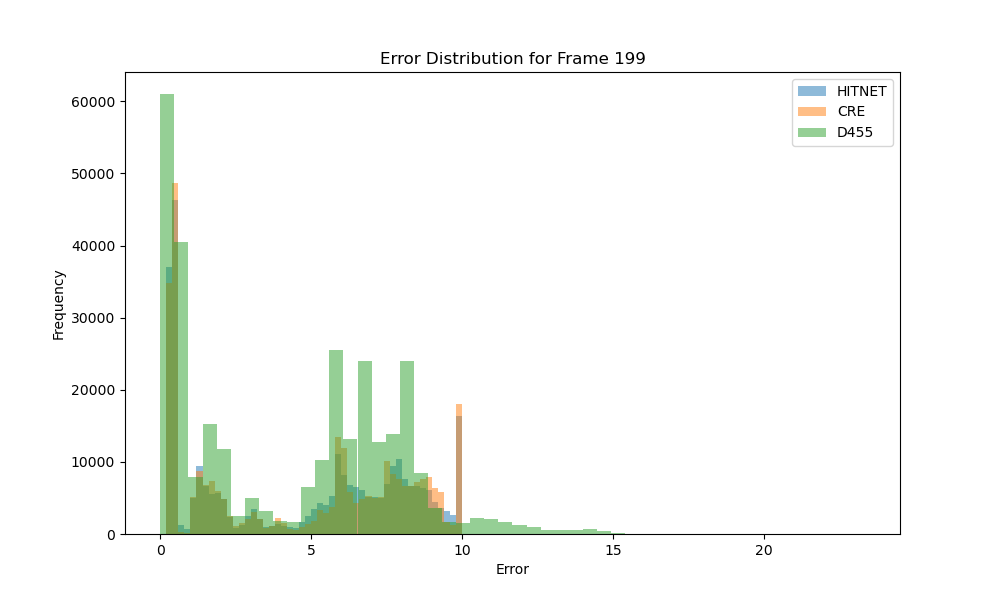 Error Distribution for Frame 199
HITNET
CRE
D455
Frequency
60000
50000
40000
30000
20000
10000
0
0 5 10 15 20
Error